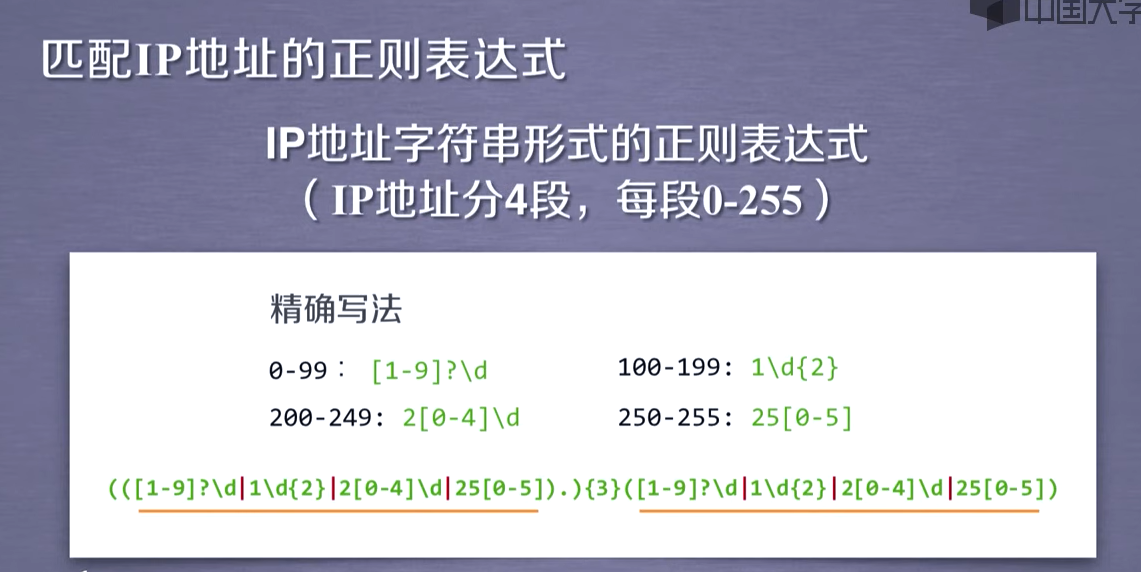 中国大学
匹配IP地址的正则表达式
IP地址字符串形式的正则表达式
（IP地址分4段，每段0-255）
精确写法
0-99： [1-9]?\d
100-199: 1\d{2}
200-249: 2[0-4]\d
250-255: 25[0-5]
(([1-9]?\d|1\d{2}|2[0-4]\d|25[0-5]).){3}([1-9]?\d|1\d{2}|2[0-4]\d|25[0-5])